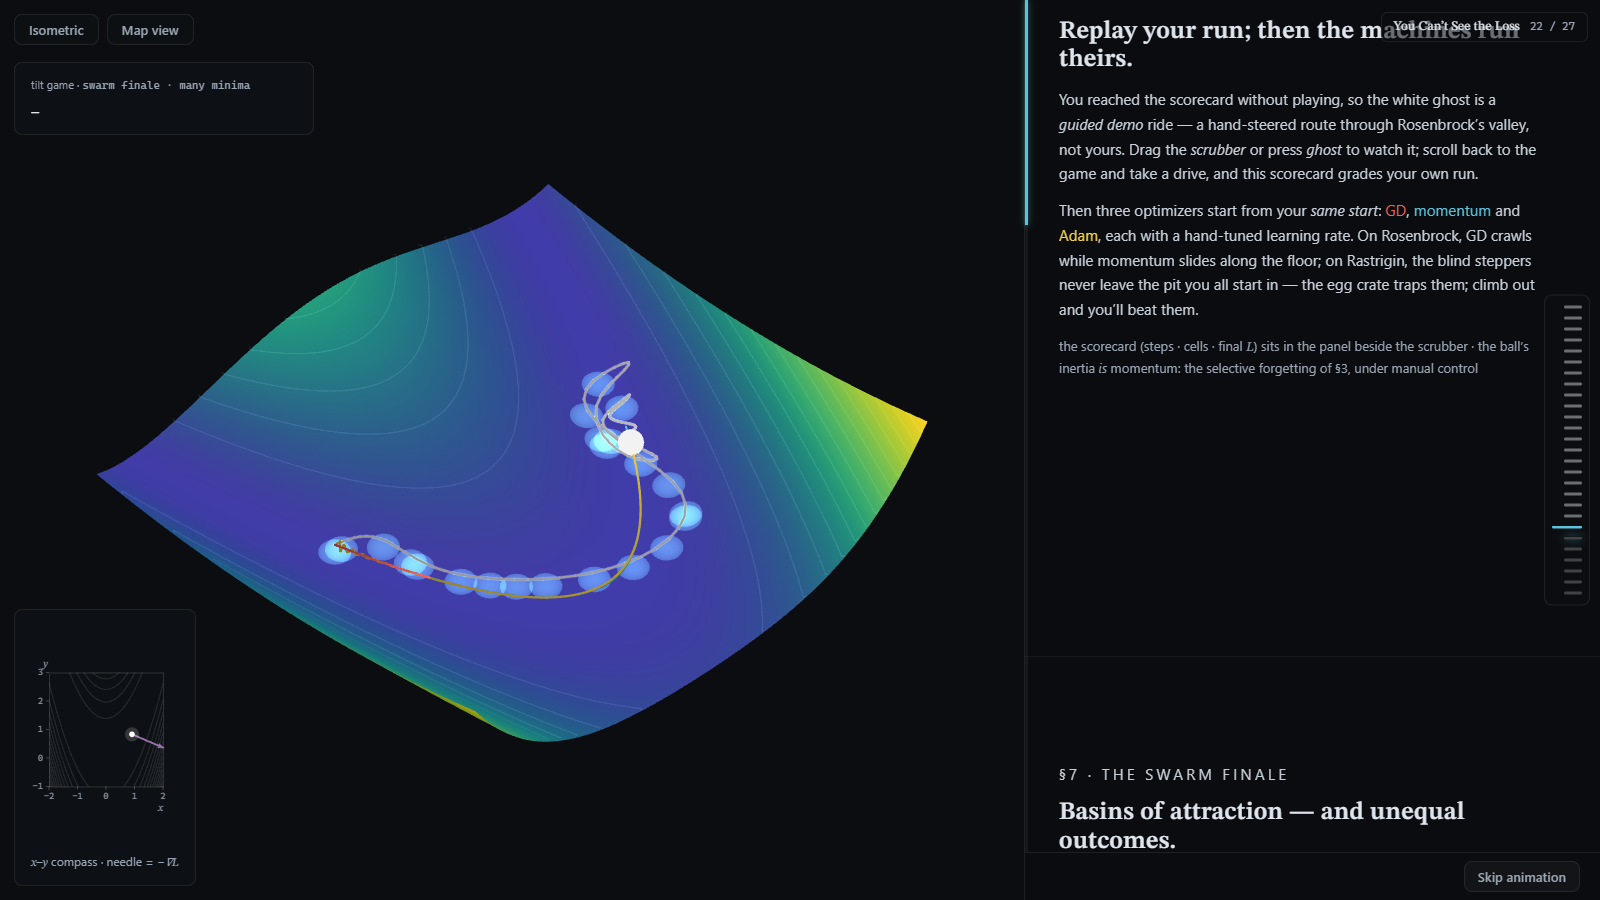 Isometric
Map view
tilt game · swarm finale · many minima
–
y
3
2
1
0
−1
−2
−1
0
1
2
x
x–y compass · needle = −∇L
You Can't See the Loss 22 / 27
Replay your run; then the machines run
theirs.
You reached the scorecard without playing, so the white ghost is a
guided demo ride — a hand-steered route through Rosenbrock's valley,
not yours. Drag the scrubber or press ghost to watch it; scroll back to the
game and take a drive, and this scorecard grades your own run.
Then three optimizers start from your same start: GD, momentum and
Adam, each with a hand-tuned learning rate. On Rosenbrock, GD crawls
while momentum slides along the floor; on Rastrigin, the blind steppers
never leave the pit you all start in — the egg crate traps them; climb out
and you'll beat them.
the scorecard (steps · cells · final L) sits in the panel beside the scrubber · the ball's
inertia is momentum: the selective forgetting of §3, under manual control
§7 · THE SWARM FINALE
Basins of attraction — and unequal
outcomes.
Skip animation